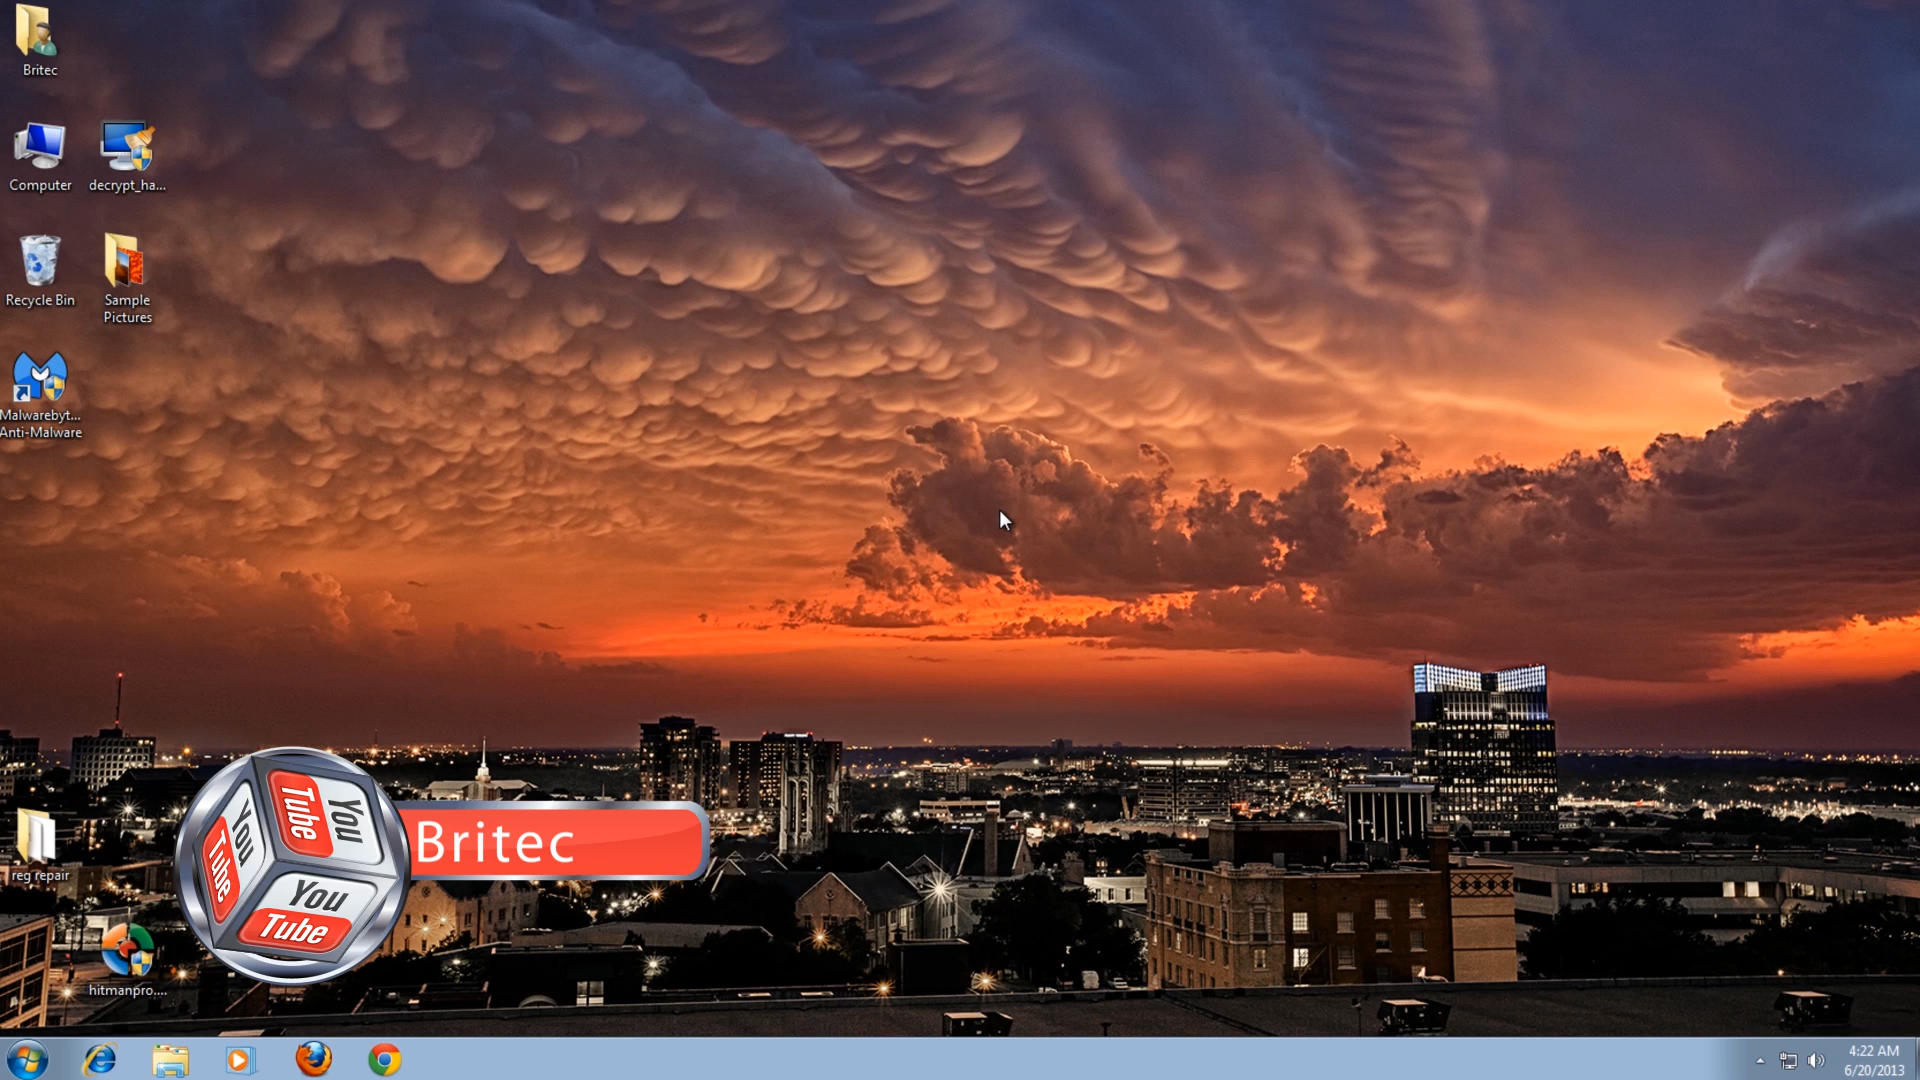 Britec
Computer
decrypt_ha...
Recycle Bin
Sample
Pictures
Malwarebyt...
Anti-Malware
reg repair
hitmanpro....
You
Tube
You
Tube
You
Tube
Britec
4:22 AM
6/20/2013